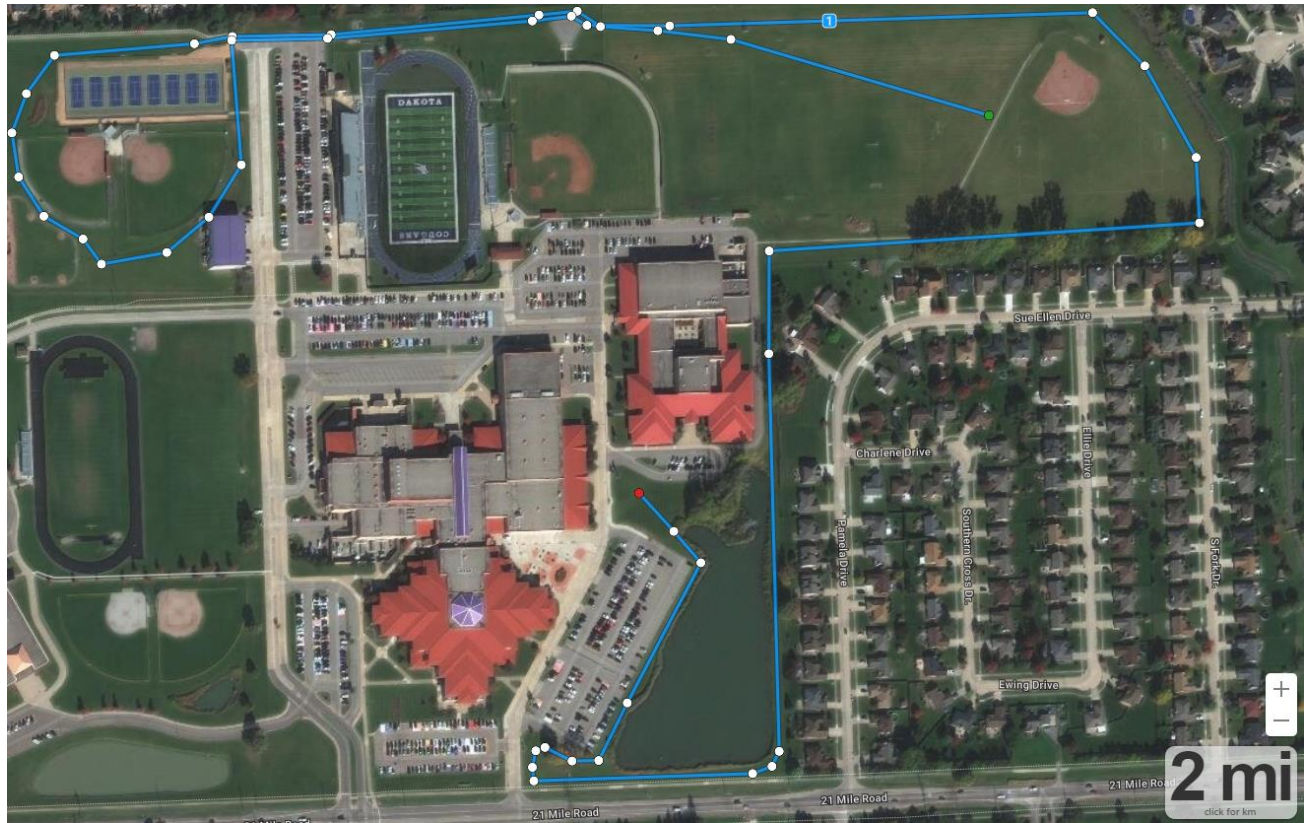 1
DAKOTA
COUGARS
Sue Ellen Drive
Charlene Drive
Ellie Drive
Pamela Drive
Southern Cross Dr.
S Fork Dr.
Ewing Drive
+
−
2 mi
click for km
21 Mile Road
21 Mile Road
21 Mile Road